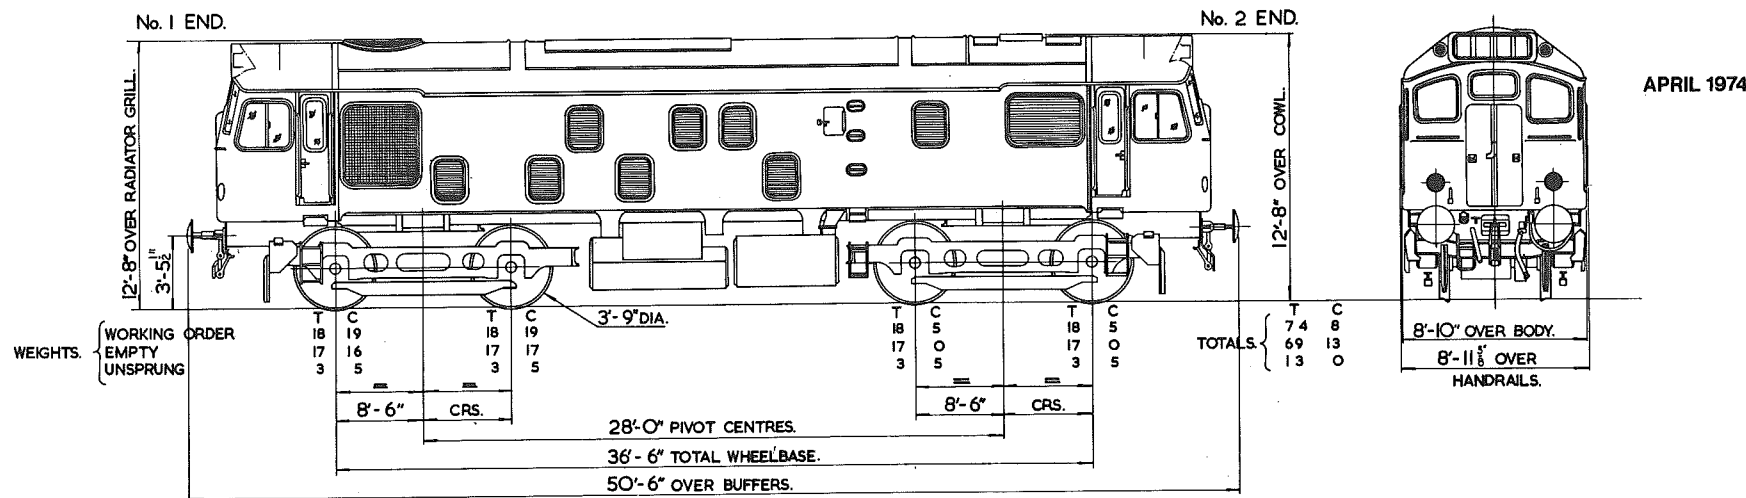 No. 1 END.
No. 2 END.
APRIL 1974
12'-8" OVER RADIATOR GRILL.
3'-5½"
12'-8" OVER COWL.
3'-9" DIA.
T C T C T C T C T C
WEIGHTS. { WORKING ORDER 18 19 18 19 18 5 18 5 TOTALS. { 74 8
EMPTY 17 16 17 17 17 0 17 0 69 13
UNSPRUNG 3 5 3 5 3 5 3 5 13 0
8'-10" OVER BODY.
8'-11⅝" OVER
HANDRAILS.
= = = =
8'-6" CRS. 8'-6" CRS.
28'-0" PIVOT CENTRES.
36'-6" TOTAL WHEELBASE.
50'-6" OVER BUFFERS.